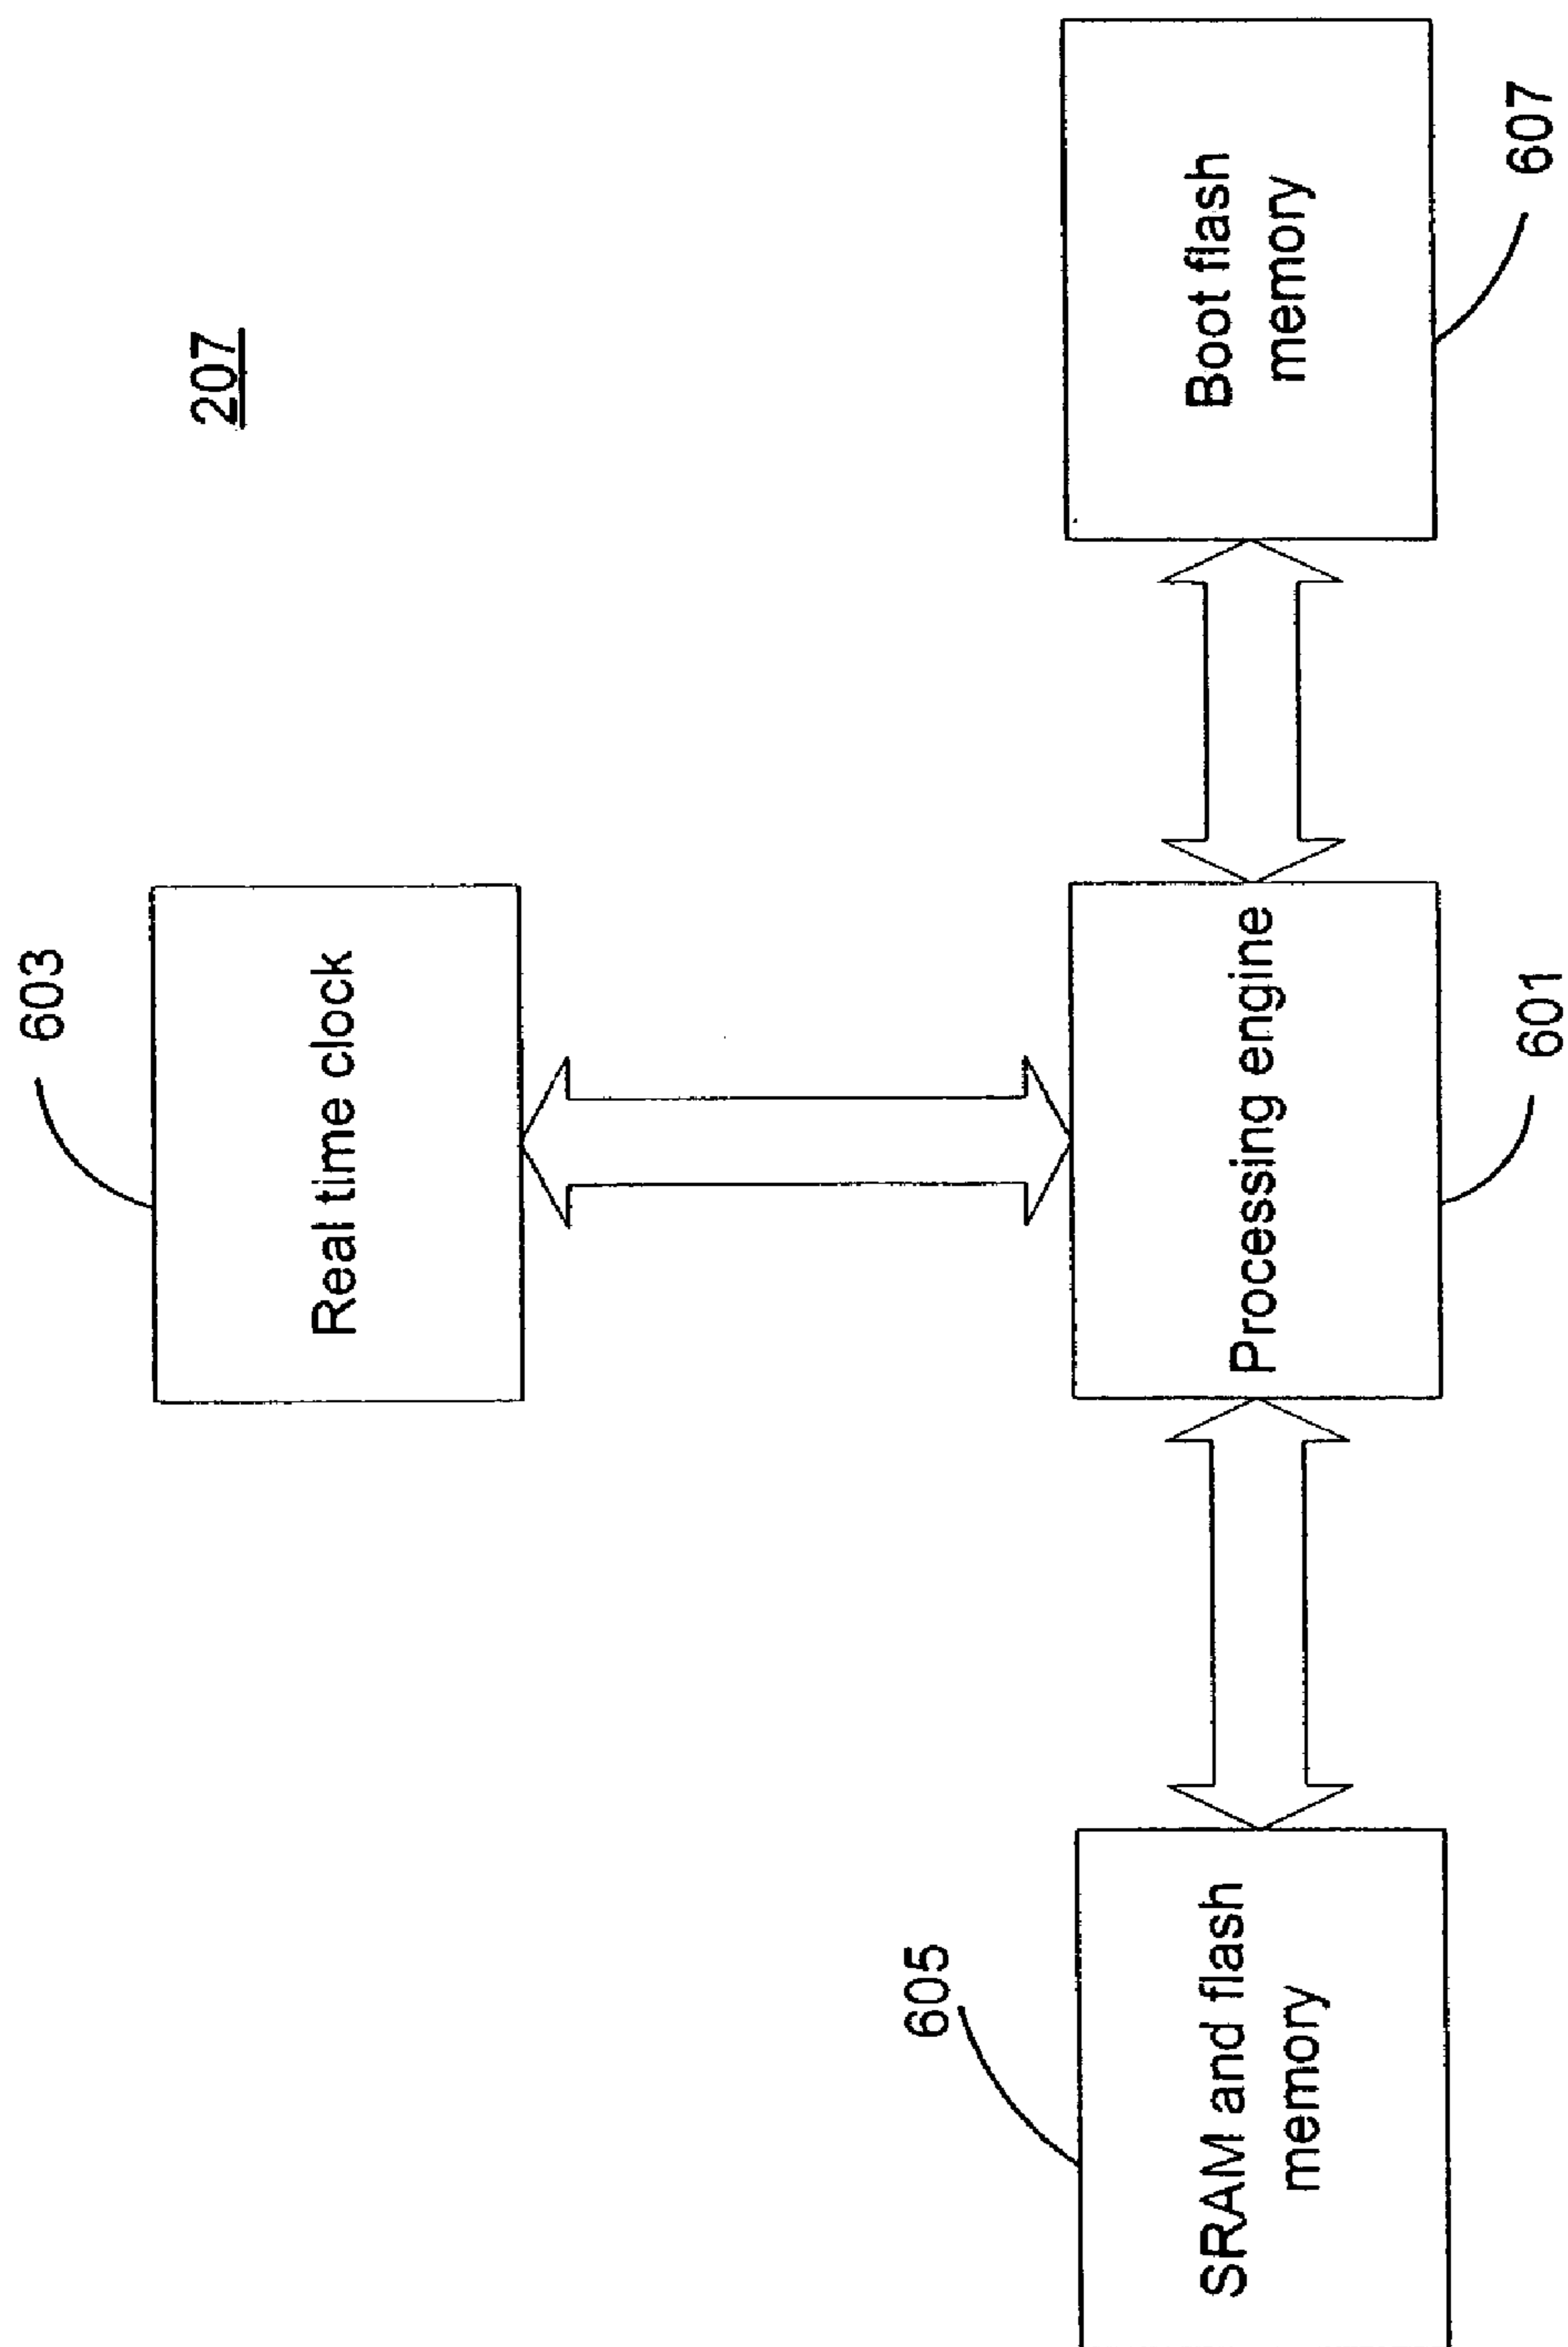 207
603
Real time clock
605
SRAM and flash
memory
Processing engine
601
Boot flash
memory
607